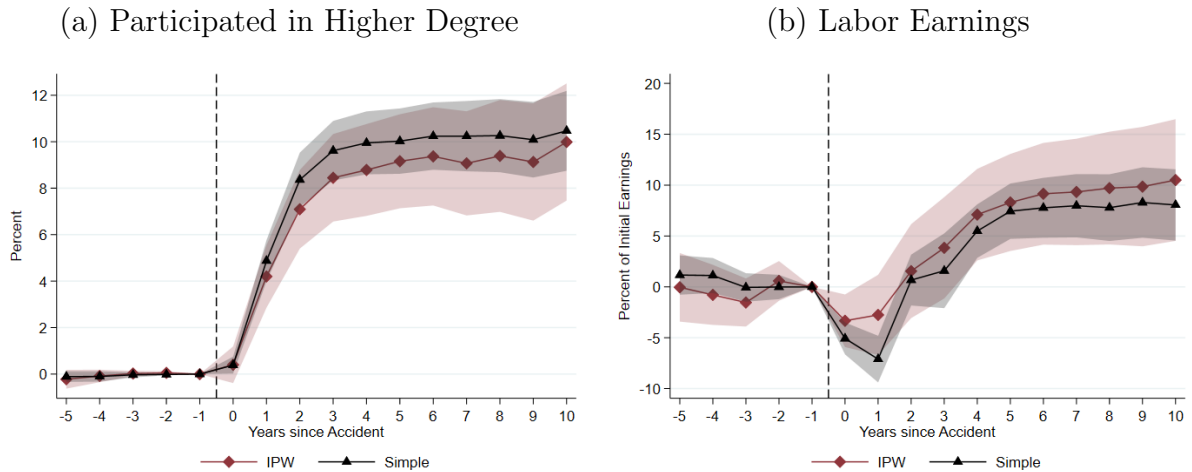 (a) Participated in Higher Degree
Percent
12
10
8
6
4
2
0
-5 -4 -3 -2 -1 0 1 2 3 4 5 6 7 8 9 10
Years since Accident
IPW Simple
(b) Labor Earnings
Percent of Initial Earnings
20
15
10
5
0
-5
-10
-5 -4 -3 -2 -1 0 1 2 3 4 5 6 7 8 9 10
Years since Accident
IPW Simple